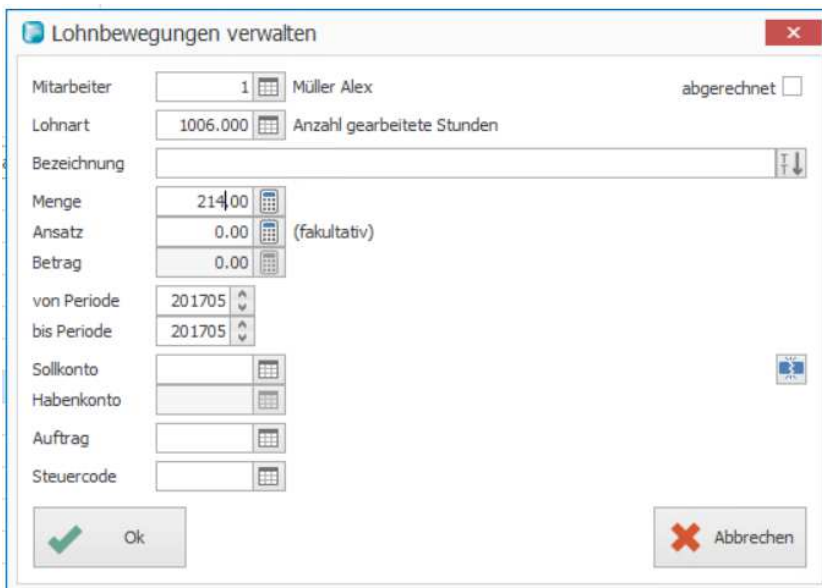 Lohnbewegungen verwalten
Mitarbeiter 1 Müller Alex abgerechnet
Lohnart 1006.000 Anzahl gearbeitete Stunden
Bezeichnung
Menge 214.00
Ansatz 0.00 (fakultativ)
Betrag 0.00
von Periode 201705
bis Periode 201705
Sollkonto
Habenkonto
Auftrag
Steuercode
Ok Abbrechen